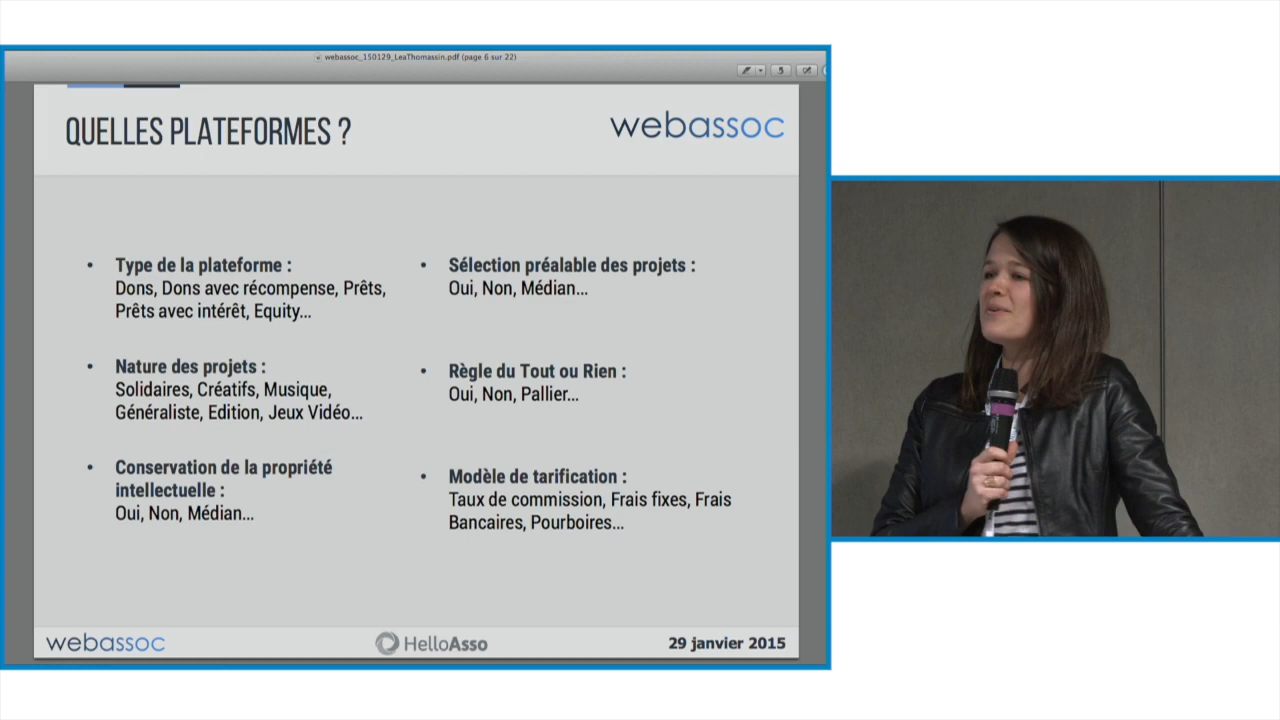 webassoc_150129_LeaThomassin.pdf (page 6 sur 22)
QUELLES PLATEFORMES ?
webassoc
• Type de la plateforme :
Dons, Dons avec récompense, Prêts,
Prêts avec intérêt, Equity...
• Nature des projets :
Solidaires, Créatifs, Musique,
Généraliste, Edition, Jeux Vidéo...
• Conservation de la propriété
intellectuelle :
Oui, Non, Médian...
• Sélection préalable des projets :
Oui, Non, Médian...
• Règle du Tout ou Rien :
Oui, Non, Pallier...
• Modèle de tarification :
Taux de commission, Frais fixes, Frais
Bancaires, Pourboires...
webassoc
HelloAsso
29 janvier 2015